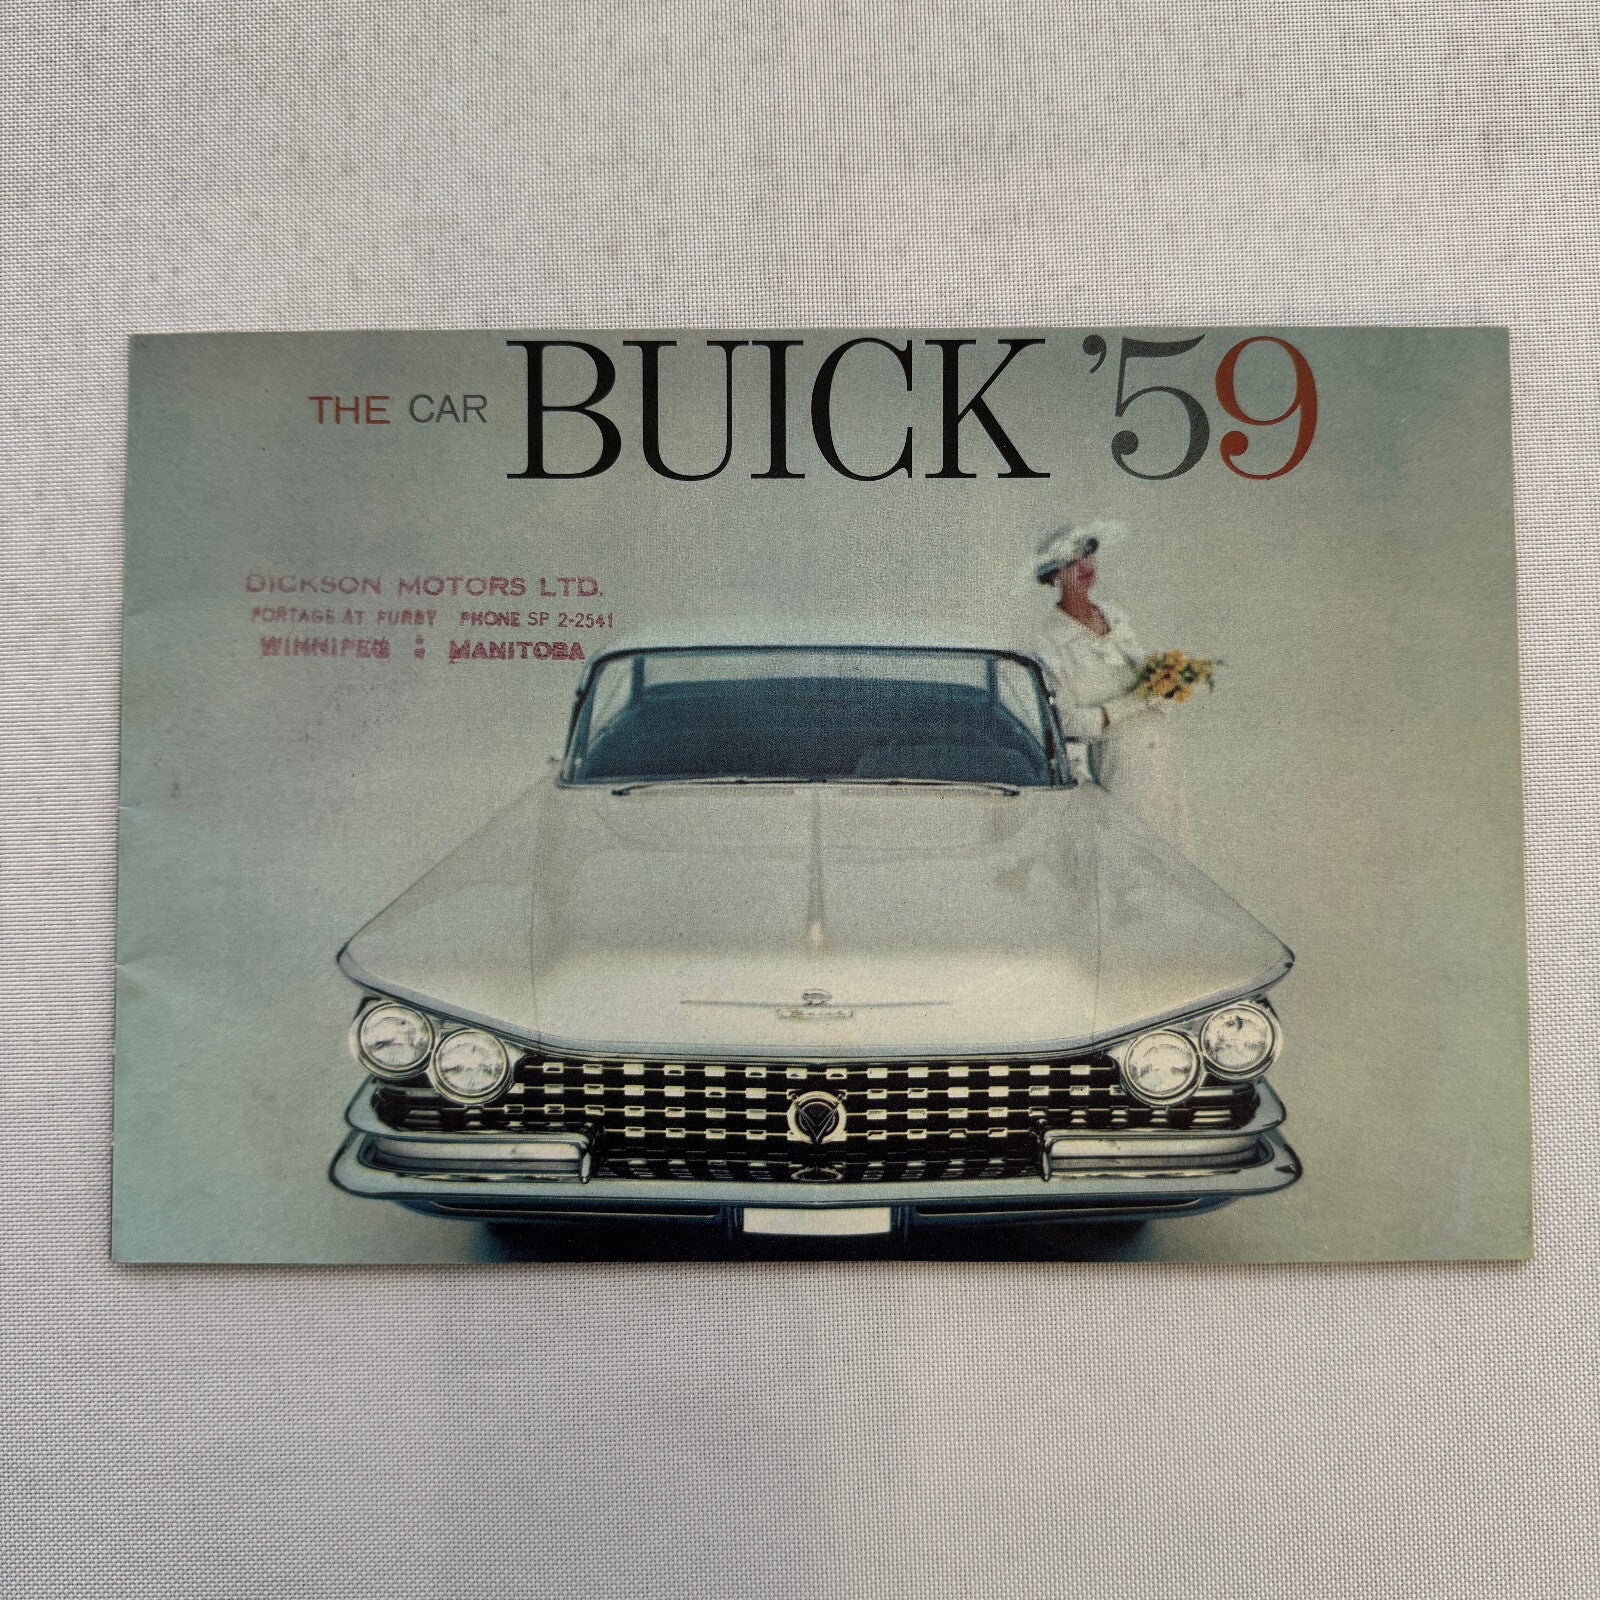 THE CAR BUICK '59
DICKSON MOTORS LTD.
PORTAGE AT FURBY PHONE SP 2-2541
WINNIPEG : MANITOBA